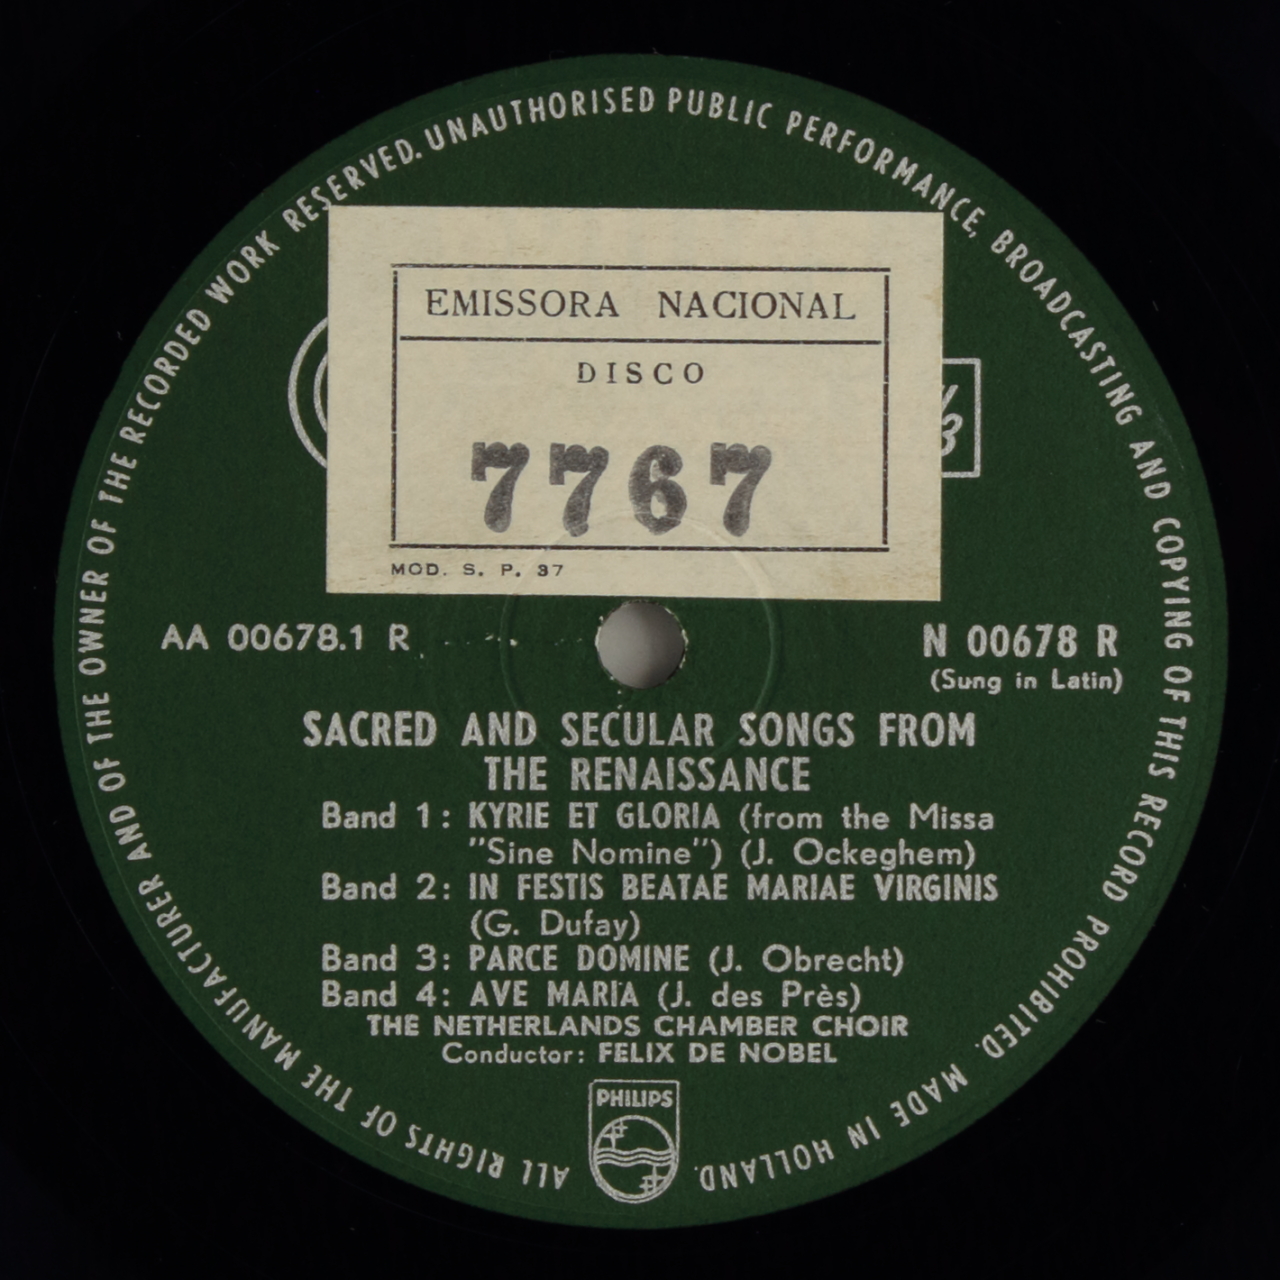 ALL RIGHTS OF THE MANUFACTURER AND OF THE OWNER OF THE RECORDED WORK RESERVED. UNAUTHORISED PUBLIC PERFORMANCE, BROADCASTING AND COPYING OF THIS RECORD PROHIBITED. MADE IN HOLLAND.
EMISSORA NACIONAL
DISCO
7767
MOD. S. P. 37
AA 00678.1 R
N 00678 R
(Sung in Latin)
SACRED AND SECULAR SONGS FROM
THE RENAISSANCE
Band 1: KYRIE ET GLORIA (from the Missa
"Sine Nomine") (J. Ockeghem)
Band 2: IN FESTIS BEATAE MARIAE VIRGINIS
(G. Dufay)
Band 3: PARCE DOMINE (J. Obrecht)
Band 4: AVE MARIA (J. des Près)
THE NETHERLANDS CHAMBER CHOIR
Conductor: FELIX DE NOBEL
PHILIPS